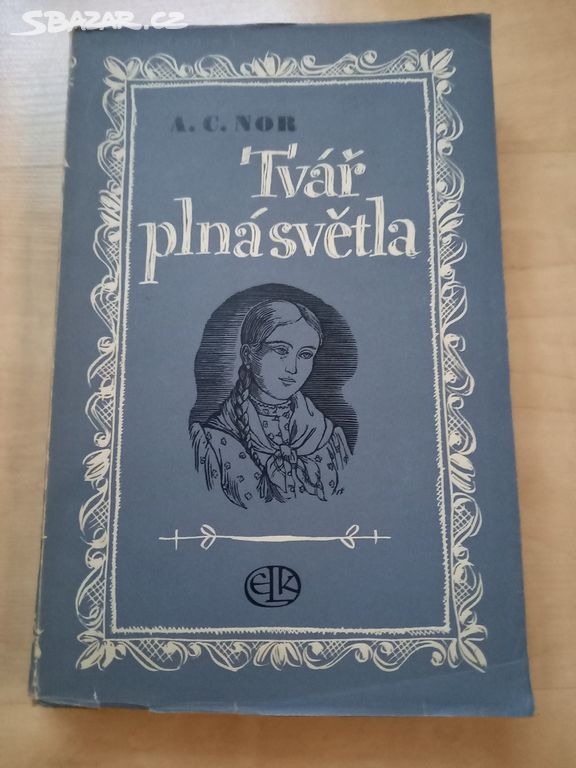 SBAZAR.CZ
A. C. NOR
Tvář
plná světla
ELK